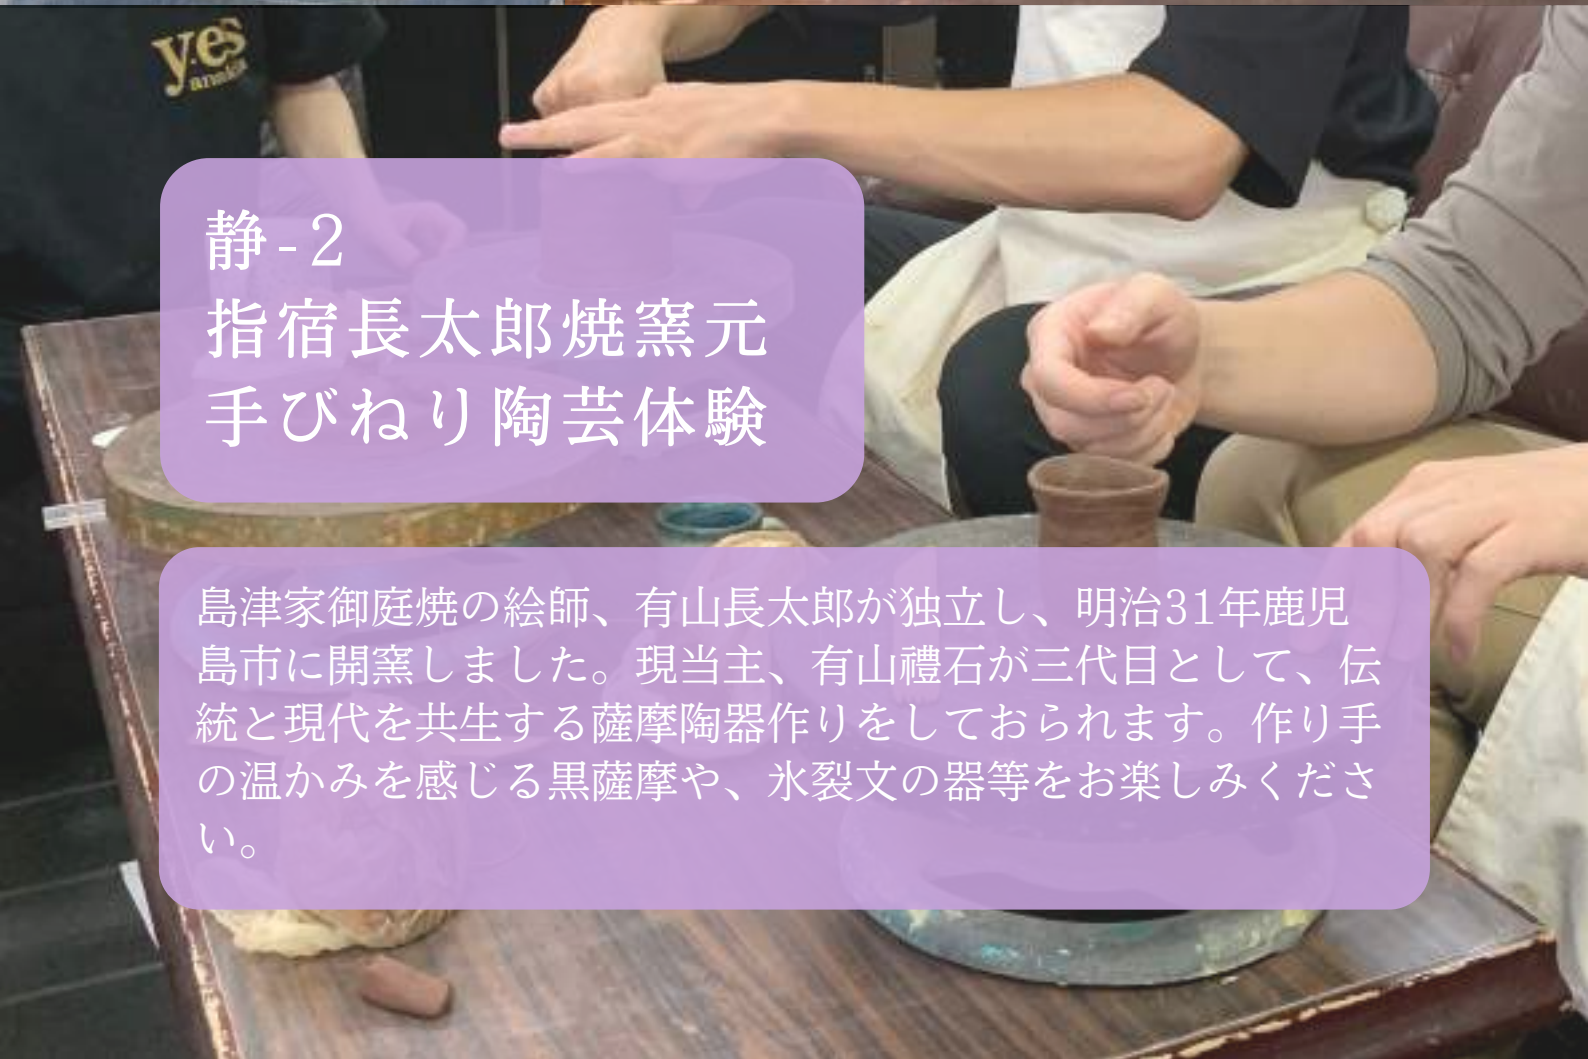 yes
anaka
静-2
指宿長太郎焼窯元
手びねり陶芸体験
島津家御庭焼の絵師、有山長太郎が独立し、明治31年鹿児
島市に開窯しました。現当主、有山禮石が三代目として、伝
統と現代を共生する薩摩陶器作りをしておられます。作り手
の温かみを感じる黒薩摩や、氷裂文の器等をお楽しみくださ
い。